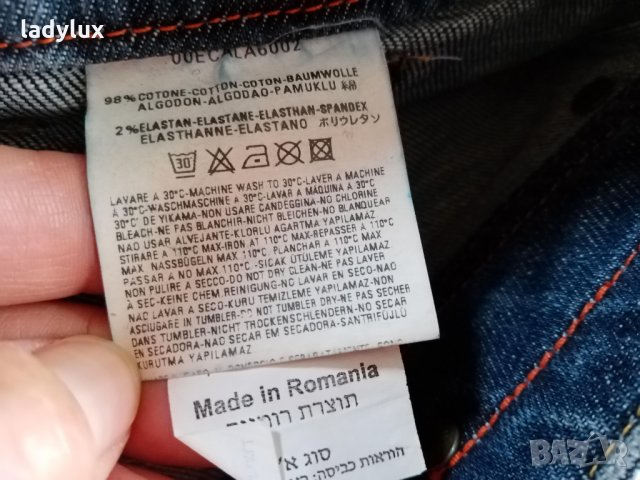 ladylux
00ECALA6002
98% COTONE-COTTON-COTON-BAUMWOLLE
ALGODON-ALGODAO-PAMUKLU 綿
2% ELASTAN-ELASTANE-ELASTHAN-SPANDEX
ELASTHANNE-ELASTANO ポリウレタン
30
LAVARE A 30°C-MACHINE WASH TO 30°C-LAVER A MACHINE
A 30°C-WASCHMASCHINE A 30°C-LAVAR A MÁQUINA A 30°C
30°C' DE YIKAMA-NON USARE CANDEGGINA-NO CHLORINE
BLEACH-NE PAS BLANCHIR-NICHT BLEICHEN-NO BLANQUEAR
NAO USAR ALVEJANTE-KLORLU AGARTMA YAPILAMAZ
STIRARE A 110°C MAX-IRON AT 110°C MAX-REPASSER A 110°C
MAX. NASSBÜGELN MAX 110°C-PLANCHAR A 110°C MAX-
PASSAR A NO MAX 110°C-SICAK ÜTÜLEME YAPILAMAZ
NON PULIRE A SECCO-DO NOT DRY CLEAN-NE PAS LAVER
A SEC-KEINE CHEM REINIGUNG-NO LAVAR EN SECO-NAO
NAO LAVAR A SECO-KURU TEMIZLEME YAPILAMAZ-NON
ASCIUGARE IN TUMBLER-DO NOT TUMBLER DRY-NE PAS SECHER
DANS TUMBLER-NICHT TROCKENSCHLEUDERN-NO SECAR
EN SECADORA-NAO SECAR EM SECADORA-SANTRIFÜJLÜ
KURUTMA YAPILAMAZ
Made in Romania
תוצרת רומניה
סוג א'
הוראות כביסה:
BAZAR